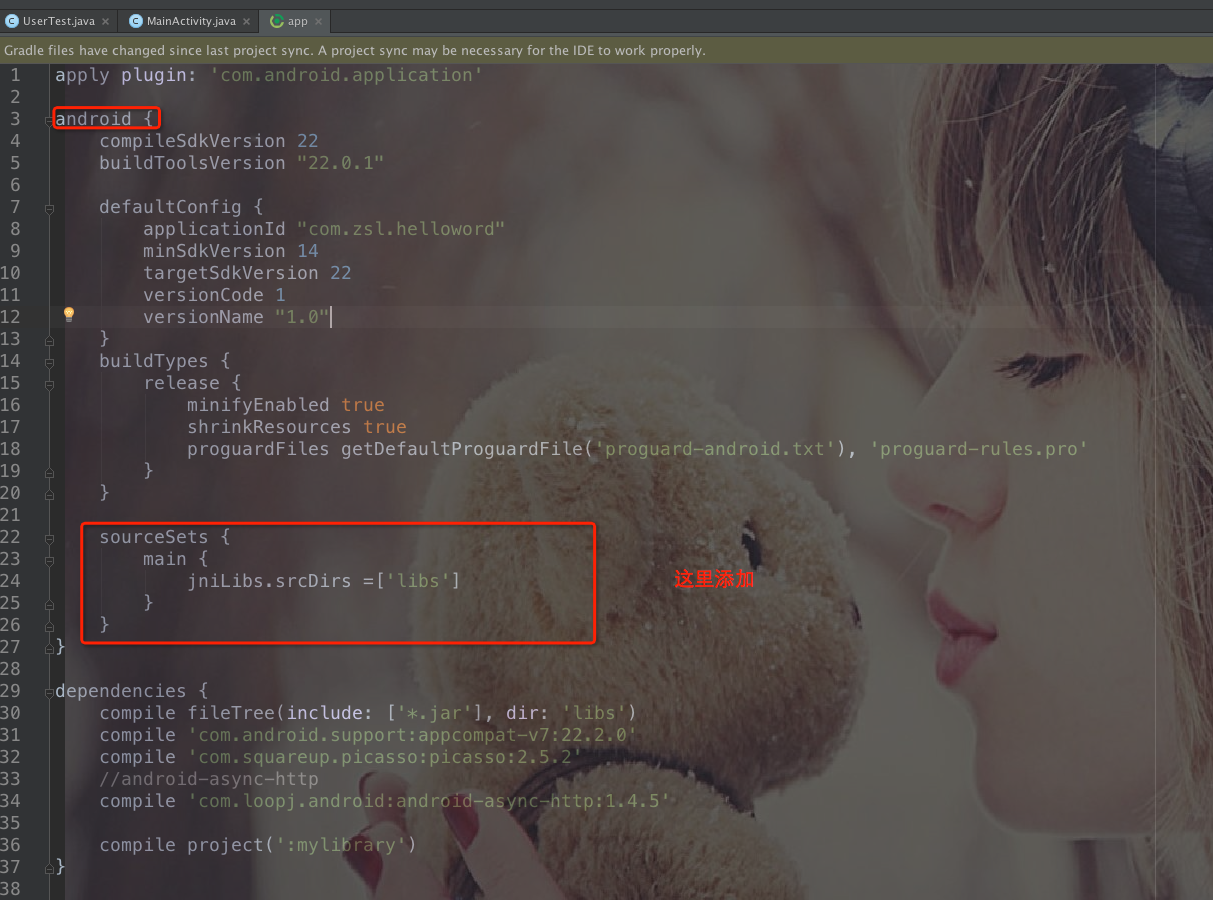 UserTest.java
MainActivity.java
app
Gradle files have changed since last project sync. A project sync may be necessary for the IDE to work properly.
1 apply plugin: 'com.android.application'
2
3 android {
4 compileSdkVersion 22
5 buildToolsVersion "22.0.1"
6
7 defaultConfig {
8 applicationId "com.zsl.helloword"
9 minSdkVersion 14
10 targetSdkVersion 22
11 versionCode 1
12 versionName "1.0"
13 }
14 buildTypes {
15 release {
16 minifyEnabled true
17 shrinkResources true
18 proguardFiles getDefaultProguardFile('proguard-android.txt'), 'proguard-rules.pro'
19 }
20 }
21
22 sourceSets {
23 main {
24 jniLibs.srcDirs =['libs']
这里添加
25 }
26 }
27 }
28
29 dependencies {
30 compile fileTree(include: ['*.jar'], dir: 'libs')
31 compile 'com.android.support:appcompat-v7:22.2.0'
32 compile 'com.squareup.picasso:picasso:2.5.2'
33 //android-async-http
34 compile 'com.loopj.android:android-async-http:1.4.5'
35
36 compile project(':mylibrary')
37 }
38